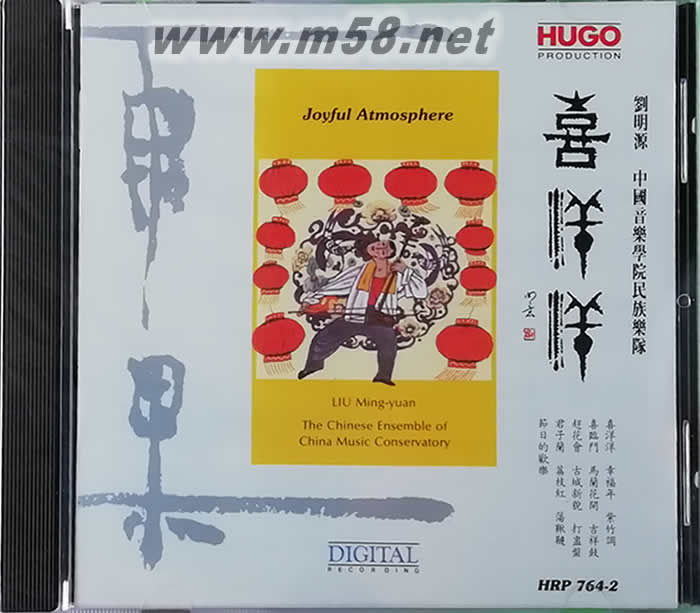 www.m58.net
雨果
Joyful Atmosphere
LIU Ming-yuan
The Chinese Ensemble of
China Music Conservatory
DIGITAL
RECORDING
HUGO
PRODUCTION
劉明源 中國音樂學院民族樂隊
喜洋洋
喜洋洋 幸福年 紫竹調
喜臨門 馬蘭花開 吉祥鼓
趕花會 古城新貌 打盅盤
君子蘭 荔枝紅 蕩鞦韆
節日的歡樂
HRP 764-2